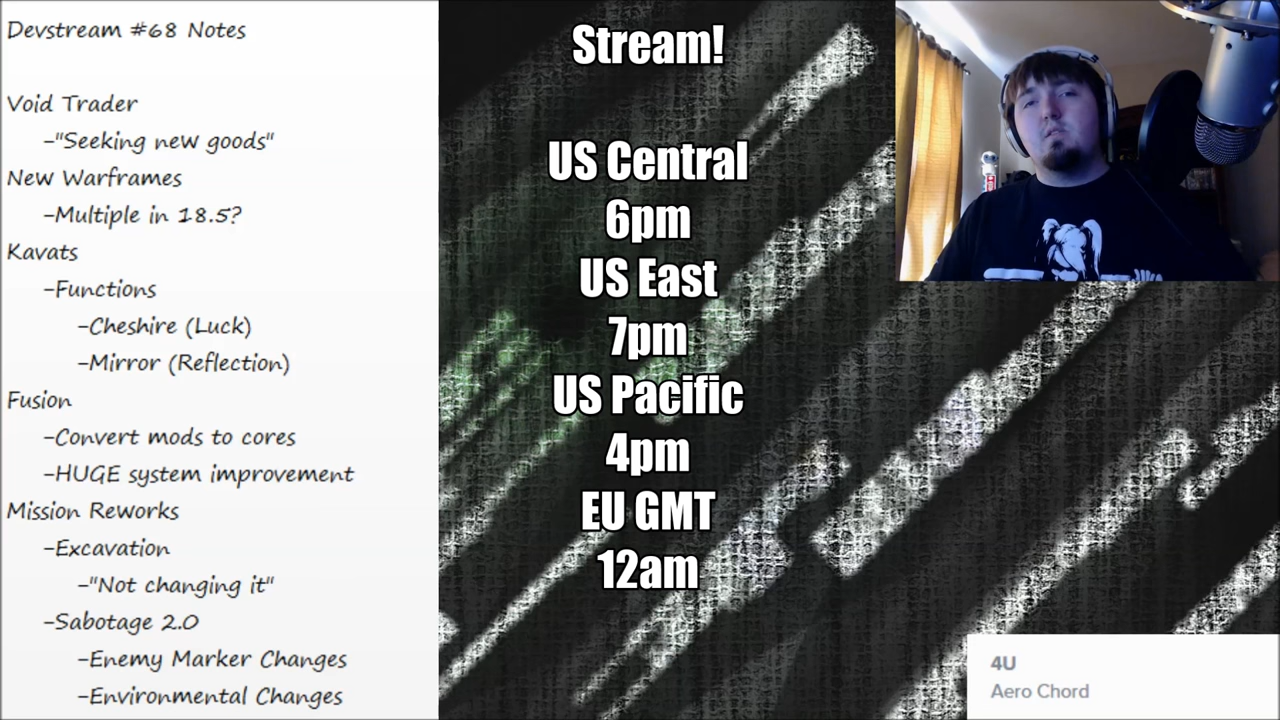 Devstream #68 Notes
Void Trader
-"Seeking new goods"
New Warframes
-Multiple in 18.5?
Kavats
-Functions
-Cheshire (Luck)
-Mirror (Reflection)
Fusion
-Convert mods to cores
-HUGE system improvement
Mission Reworks
-Excavation
-"Not changing it"
-Sabotage 2.0
-Enemy Marker Changes
-Environmental Changes
Stream!
US Central
6pm
US East
7pm
US Pacific
4pm
EU GMT
12am
4U
Aero Chord